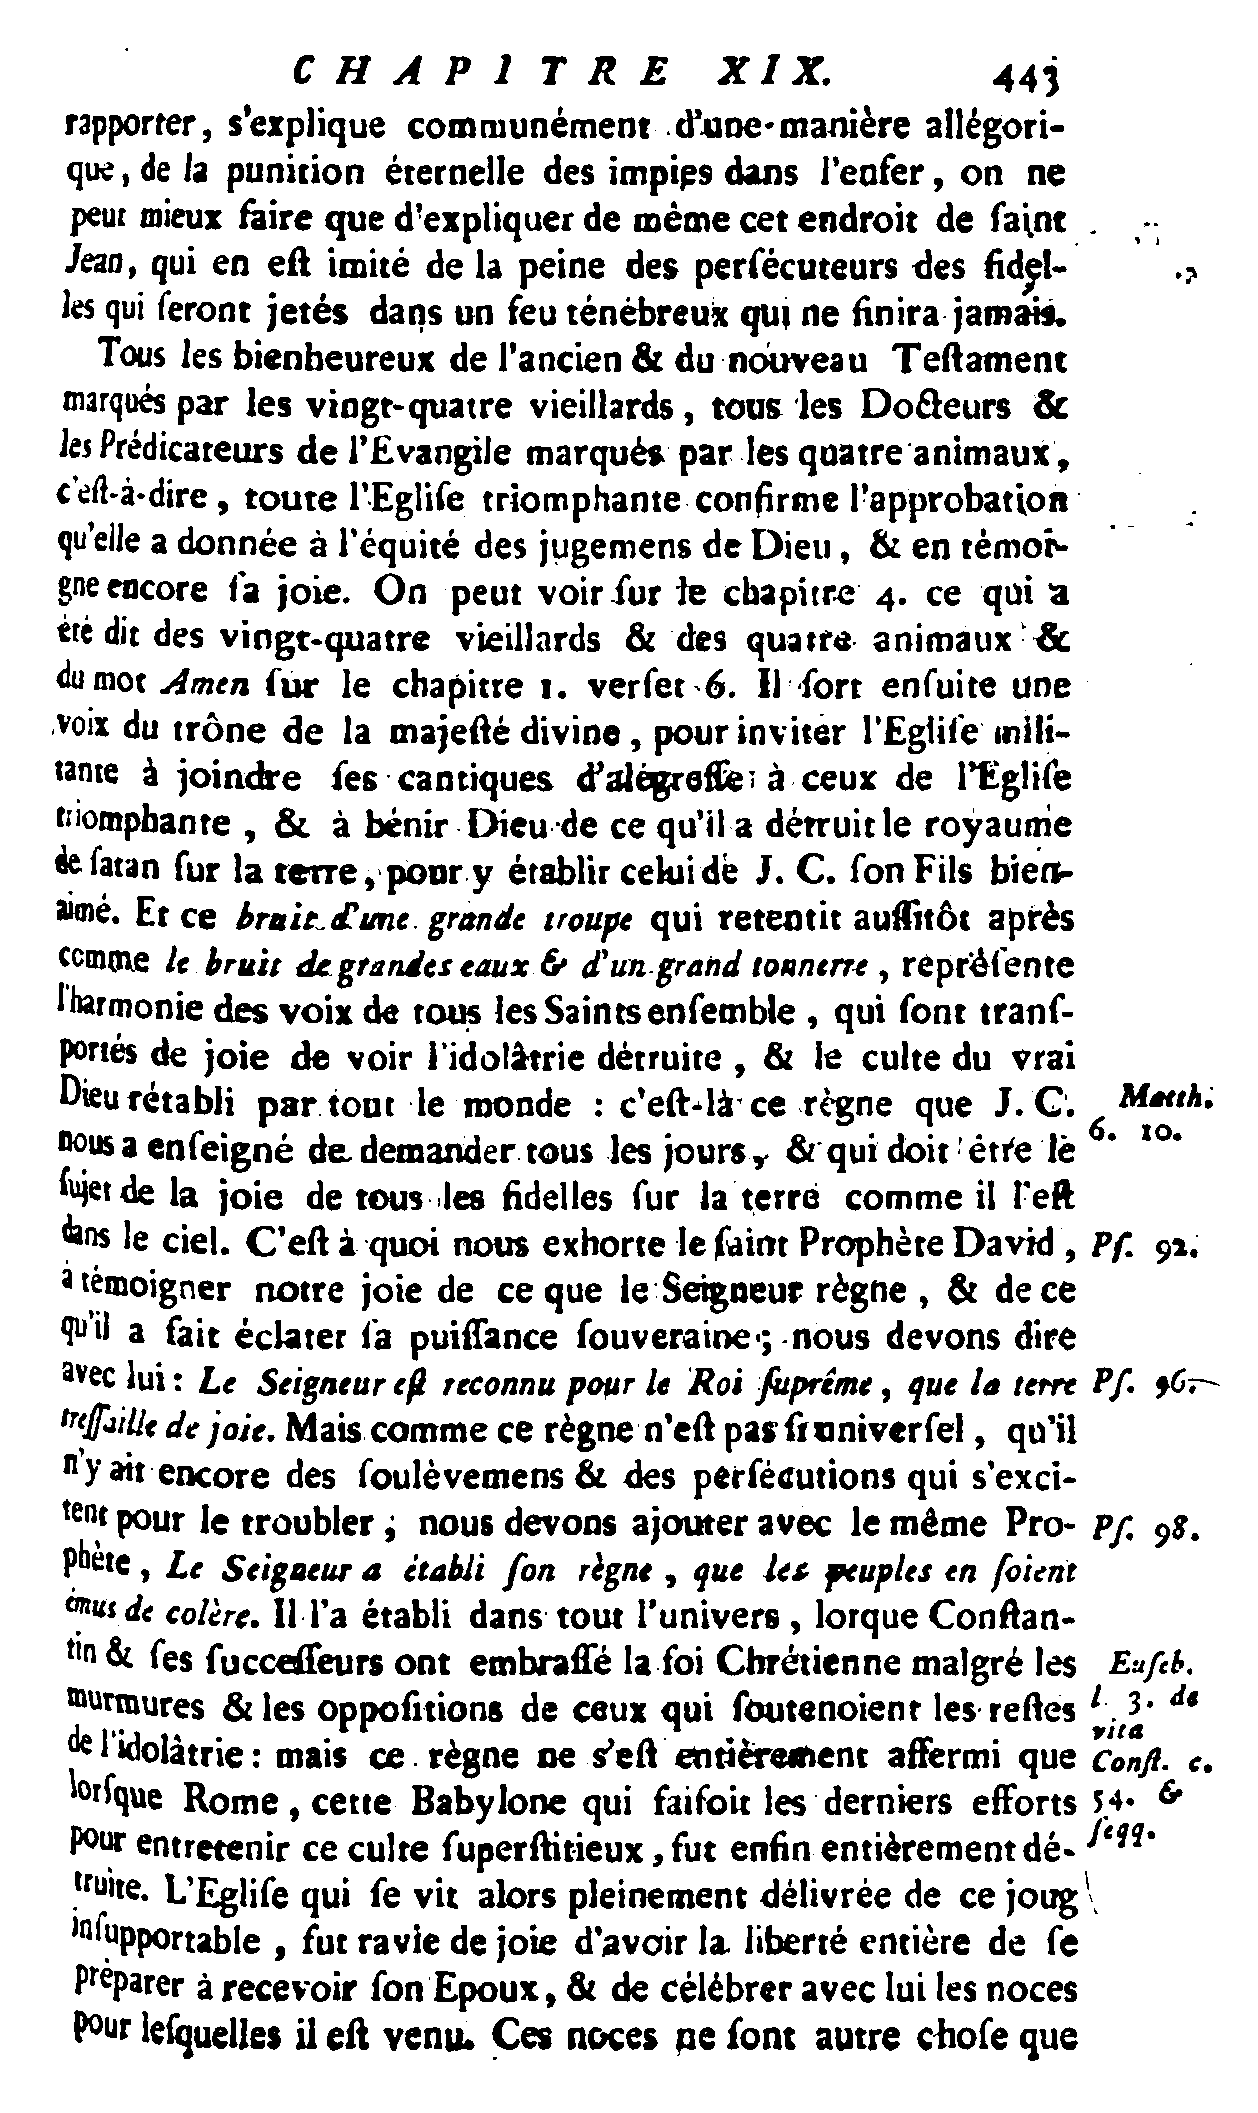 CHAPITRE XIX. 443
rapporter, s'explique communément d'une manière allégori-
que, de la punition éternelle des impies dans l'enfer, on ne
peut mieux faire que d'expliquer de même cet endroit de ſaint
Jean, qui en eſt imité de la peine des perſécuteurs des fidel-
les qui ſeront jetés dans un feu ténébreux qui ne finira jamais.
Tous les bienheureux de l'ancien & du nouveau Teſtament
marqués par les vingt-quatre vieillards, tous les Docteurs &
les Prédicateurs de l'Evangile marqués par les quatre animaux,
c'eſt-à-dire, toute l'Egliſe triomphante confirme l'approbation
qu'elle a donnée à l'équité des jugemens de Dieu, & en témoi-
gne encore ſa joie. On peut voir ſur le chapitre 4. ce qui a
été dit des vingt-quatre vieillards & des quatre animaux &
du mot Amen ſur le chapitre 1. verſet 6. Il ſort enſuite une
voix du trône de la majeſté divine, pour inviter l'Egliſe mili-
tante à joindre ſes cantiques d'alégreſſe à ceux de l'Egliſe
triomphante, & à bénir Dieu de ce qu'il a détruit le royaume
de ſatan ſur la terre, pour y établir celui de J. C. ſon Fils bien-
aimé. Et ce bruit d'une grande troupe qui retentit auſſitôt après
comme le bruit de grandes eaux & d'un grand tonnerre, repréſente
l'harmonie des voix de tous les Saints enſemble, qui ſont tranſ-
portés de joie de voir l'idolâtrie détruite, & le culte du vrai
Dieu rétabli par tout le monde : c'eſt-là ce règne que J. C. Matth.
nous a enſeigné de demander tous les jours, & qui doit être le 6. 10.
ſujet de la joie de tous les fidelles ſur la terre comme il l'eſt
dans le ciel. C'eſt à quoi nous exhorte le ſaint Prophète David, Pſ. 92.
à témoigner notre joie de ce que le Seigneur règne, & de ce
qu'il a fait éclater ſa puiſſance ſouveraine ; nous devons dire
avec lui : Le Seigneur eſt reconnu pour le Roi ſuprême, que la terre Pſ. 96.
treſſaille de joie. Mais comme ce règne n'eſt pas ſi univerſel, qu'il
n'y ait encore des ſoulèvemens & des perſécutions qui s'exci-
tent pour le troubler ; nous devons ajouter avec le même Pro- Pſ. 98.
phète, Le Seigneur a établi ſon règne, que les peuples en ſoient
émus de colère. Il l'a établi dans tout l'univers, lorque Conſtan-
tin & ſes ſucceſſeurs ont embraſſé la foi Chrétienne malgré les Euſeb.
murmures & les oppoſitions de ceux qui ſoutenoient les reſtes l. 3. de
vita
de l'idolâtrie : mais ce règne ne s'eſt entièrement affermi que Conſt. c.
lorſque Rome, cette Babylone qui faiſoit les derniers efforts 54. &
pour entretenir ce culte ſuperſtitieux, fut enfin entièrement dé- ſeqq.
truite. L'Egliſe qui ſe vit alors pleinement délivrée de ce joug
inſupportable, fut ravie de joie d'avoir la liberté entière de ſe
préparer à recevoir ſon Epoux, & de célébrer avec lui les noces
pour leſquelles il eſt venu. Ces noces ne ſont autre choſe que